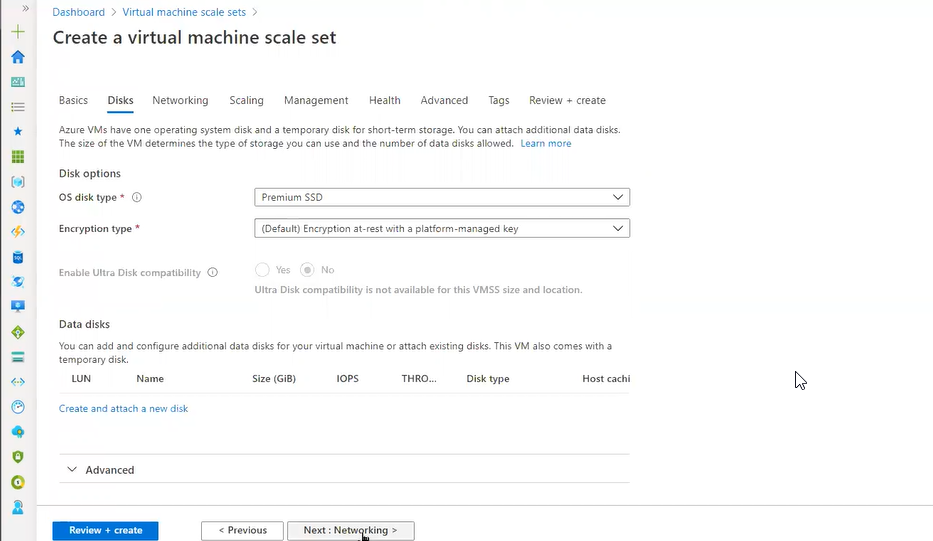 Dashboard > Virtual machine scale sets >
Create a virtual machine scale set
Basics Disks Networking Scaling Management Health Advanced Tags Review + create
Azure VMs have one operating system disk and a temporary disk for short-term storage. You can attach additional data disks.
The size of the VM determines the type of storage you can use and the number of data disks allowed. Learn more
Disk options
OS disk type * Premium SSD
Encryption type * (Default) Encryption at-rest with a platform-managed key
Enable Ultra Disk compatibility Yes No
Ultra Disk compatibility is not available for this VMSS size and location.
Data disks
You can add and configure additional data disks for your virtual machine or attach existing disks. This VM also comes with a
temporary disk.
LUN Name Size (GiB) IOPS THRO... Disk type Host cachi
Create and attach a new disk
Advanced
Review + create < Previous Next : Networking >